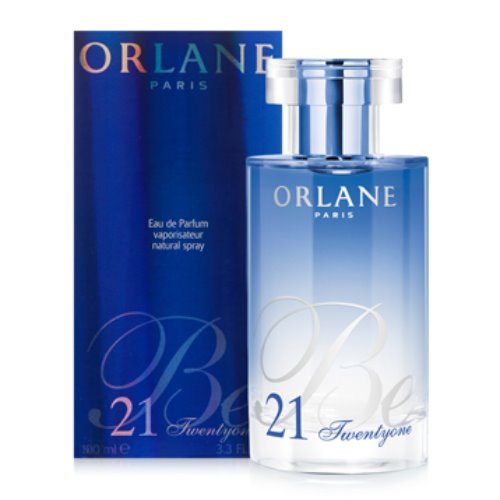 ORLANE
PARIS
Eau de Parfum
vaporisateur
natural spray
Be
21 Twentyone
100 ml e
3.3 FL
ORLANE
PARIS
Be
21 Twentyone